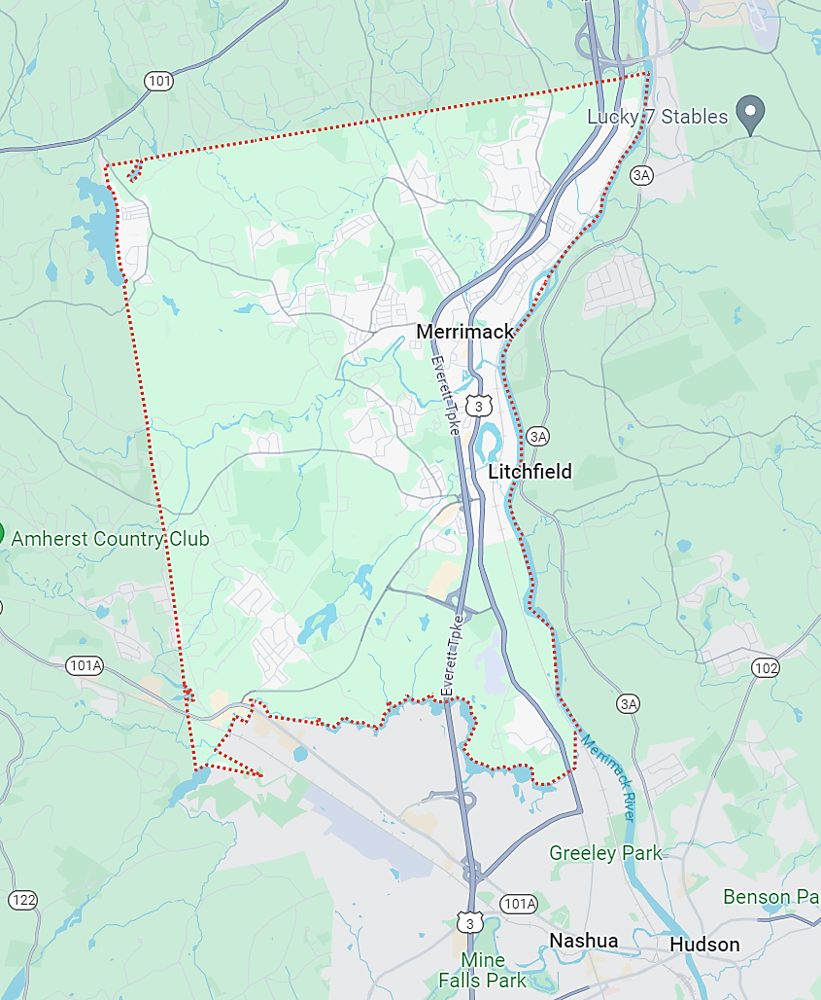 101
Lucky 7 Stables
3A
Merrimack
Everett Tpke
3
3A
Litchfield
Amherst Country Club
Everett Tpke
101A
102
3A
Merrimack River
Greeley Park
122
101A
Benson Pa
3
Nashua
Hudson
Mine
Falls Park